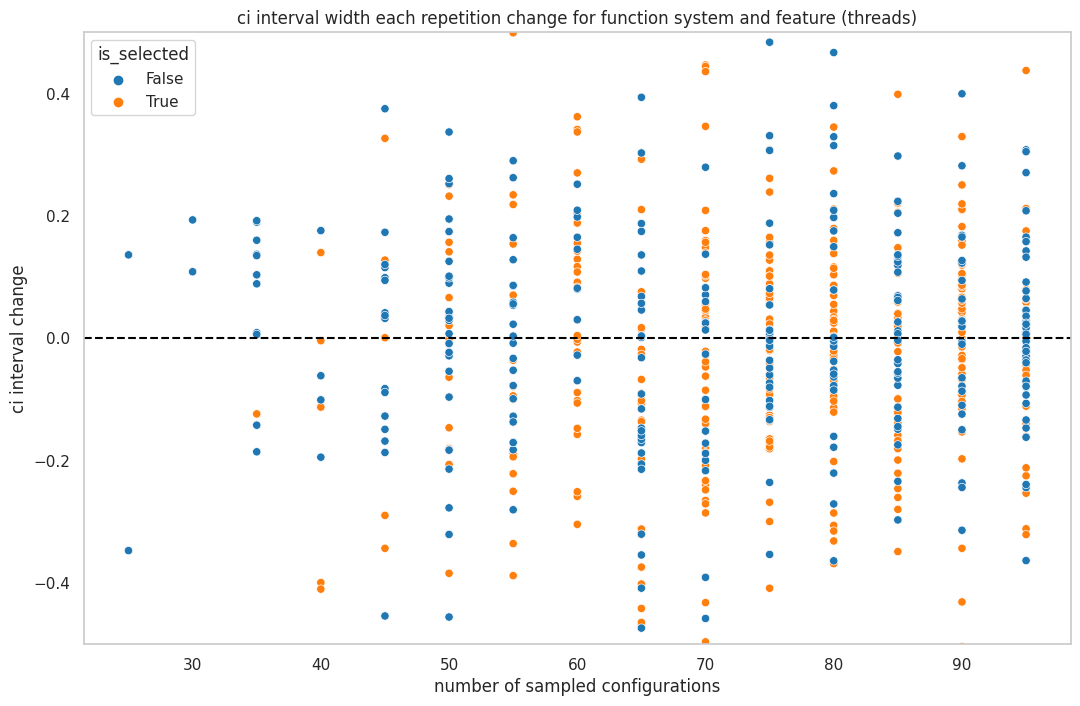 ci interval width each repetition change for function system and feature (threads)
is_selected
False
True
ci interval change
0.4
0.2
0.0
−0.2
−0.4
30 40 50 60 70 80 90
number of sampled configurations